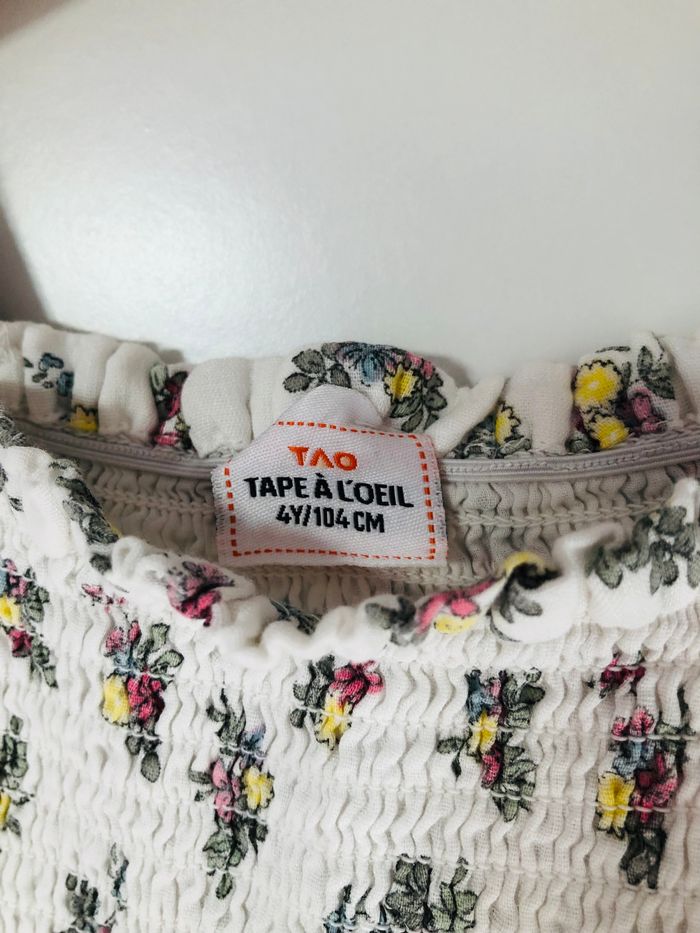 TAO
TAPE À L'OEIL
4Y/104 CM